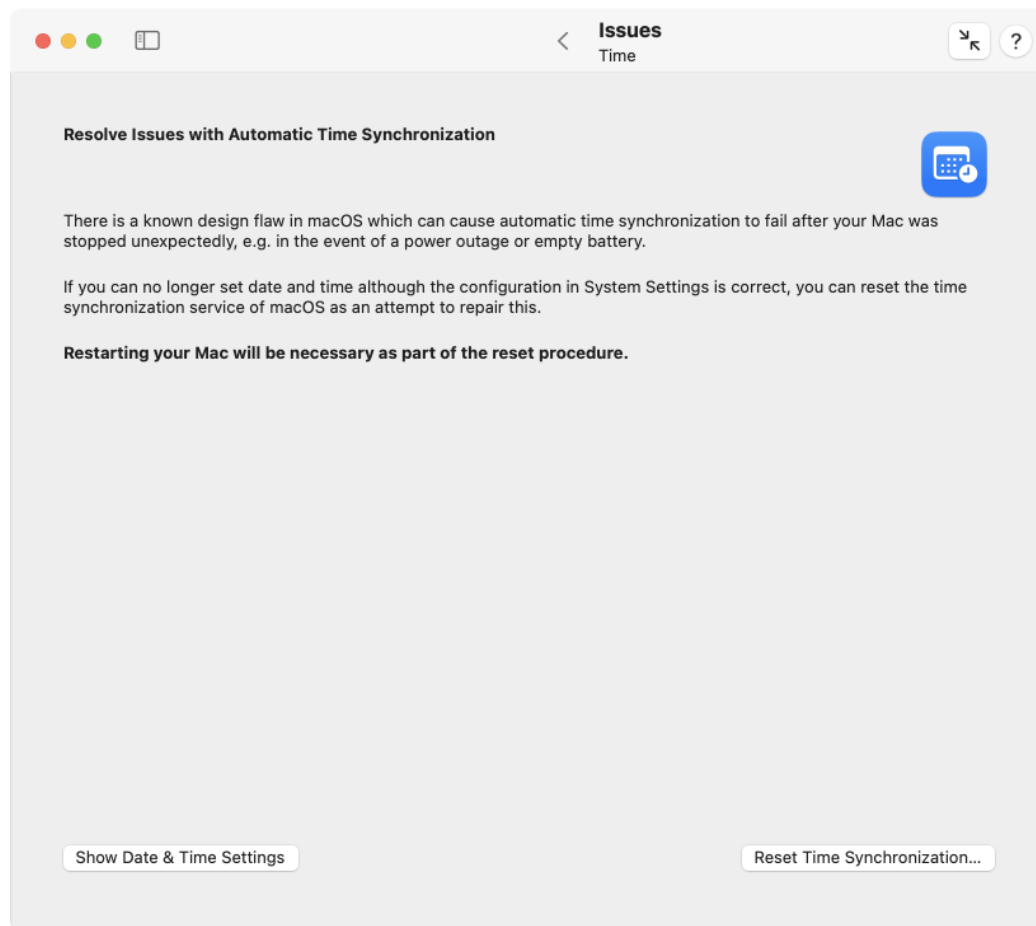 Issues
Time
?
Resolve Issues with Automatic Time Synchronization
There is a known design flaw in macOS which can cause automatic time synchronization to fail after your Mac was
stopped unexpectedly, e.g. in the event of a power outage or empty battery.
If you can no longer set date and time although the configuration in System Settings is correct, you can reset the time
synchronization service of macOS as an attempt to repair this.
Restarting your Mac will be necessary as part of the reset procedure.
Show Date & Time Settings
Reset Time Synchronization...